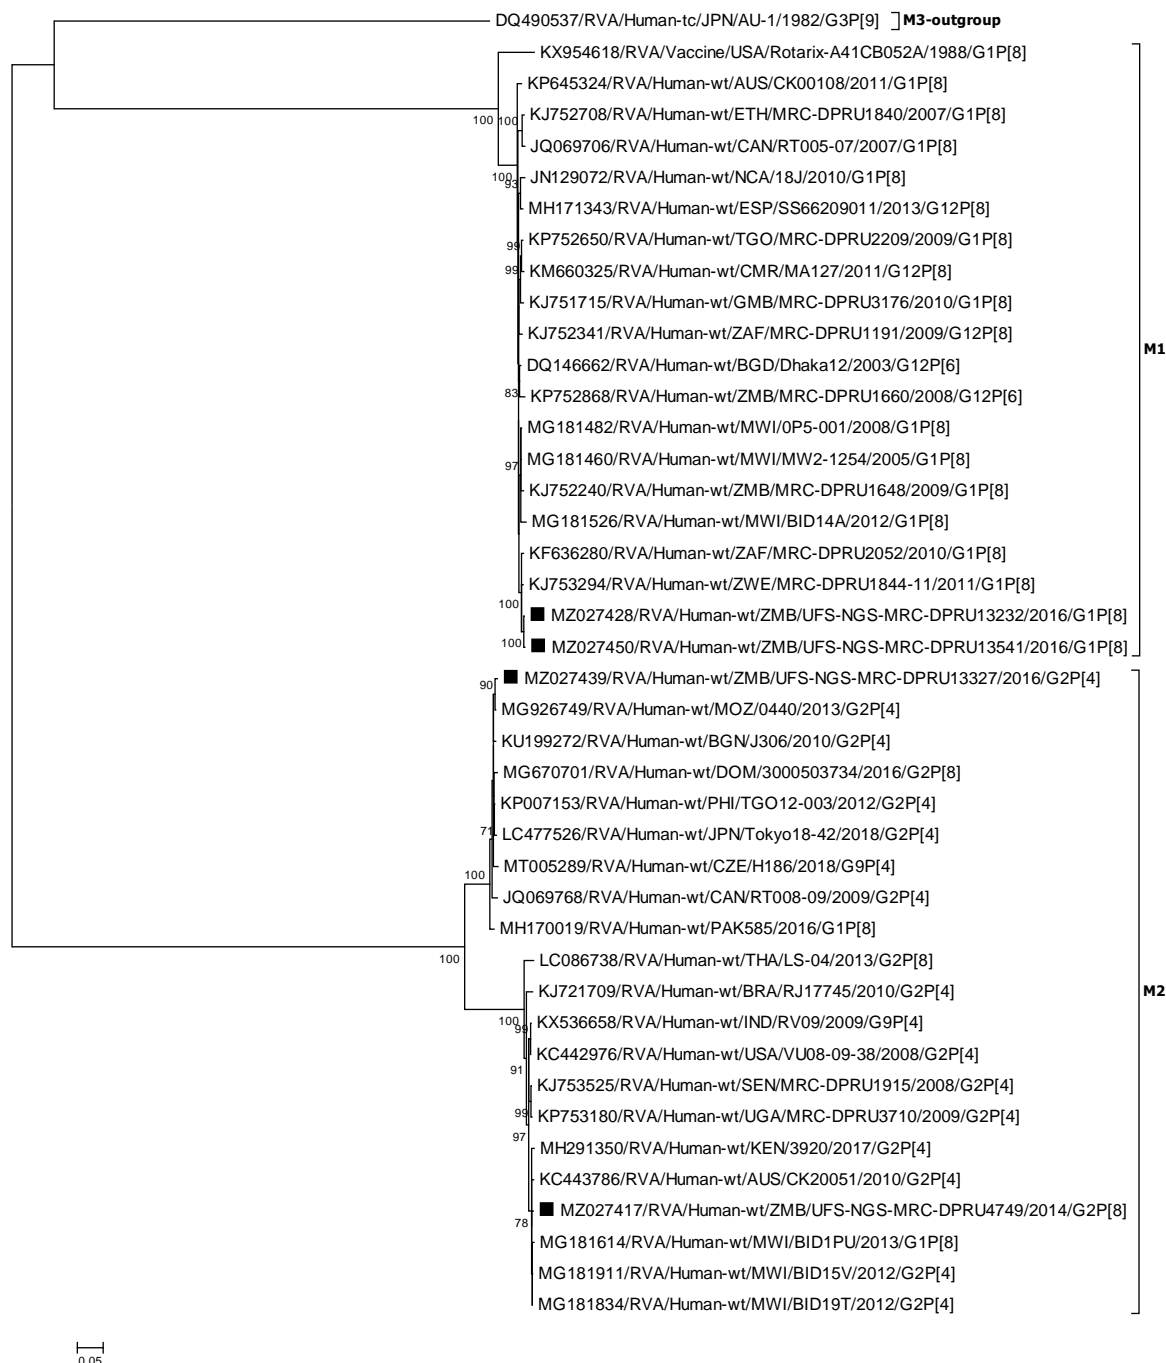 DQ490537/RVA/Human-tc/JPN/AU-1/1982/G3P[9] M3-outgroup
KX954618/RVA/Vaccine/USA/Rotarix-A41CB052A/1988/G1P[8]
KP645324/RVA/Human-wt/AUS/CK00108/2011/G1P[8]
KJ752708/RVA/Human-wt/ETH/MRC-DPRU1840/2007/G1P[8]
100 100
JQ069706/RVA/Human-wt/CAN/RT005-07/2007/G1P[8]
JN129072/RVA/Human-wt/NCA/18J/2010/G1P[8]
100
93
MH171343/RVA/Human-wt/ESP/SS66209011/2013/G12P[8]
KP752650/RVA/Human-wt/TGO/MRC-DPRU2209/2009/G1P[8]
99
99
KM660325/RVA/Human-wt/CMR/MA127/2011/G12P[8]
KJ751715/RVA/Human-wt/GMB/MRC-DPRU3176/2010/G1P[8]
KJ752341/RVA/Human-wt/ZAF/MRC-DPRU1191/2009/G12P[8]
M1
DQ146662/RVA/Human-wt/BGD/Dhaka12/2003/G12P[6]
83
KP752868/RVA/Human-wt/ZMB/MRC-DPRU1660/2008/G12P[6]
MG181482/RVA/Human-wt/MWI/0P5-001/2008/G1P[8]
97
MG181460/RVA/Human-wt/MWI/MW2-1254/2005/G1P[8]
KJ752240/RVA/Human-wt/ZMB/MRC-DPRU1648/2009/G1P[8]
MG181526/RVA/Human-wt/MWI/BID14A/2012/G1P[8]
KF636280/RVA/Human-wt/ZAF/MRC-DPRU2052/2010/G1P[8]
KJ753294/RVA/Human-wt/ZWE/MRC-DPRU1844-11/2011/G1P[8]
100
MZ027428/RVA/Human-wt/ZMB/UFS-NGS-MRC-DPRU13232/2016/G1P[8]
100
MZ027450/RVA/Human-wt/ZMB/UFS-NGS-MRC-DPRU13541/2016/G1P[8]
90
MZ027439/RVA/Human-wt/ZMB/UFS-NGS-MRC-DPRU13327/2016/G2P[4]
MG926749/RVA/Human-wt/MOZ/0440/2013/G2P[4]
KU199272/RVA/Human-wt/BGN/J306/2010/G2P[4]
MG670701/RVA/Human-wt/DOM/3000503734/2016/G2P[8]
KP007153/RVA/Human-wt/PHI/TGO12-003/2012/G2P[4]
71
LC477526/RVA/Human-wt/JPN/Tokyo18-42/2018/G2P[4]
MT005289/RVA/Human-wt/CZE/H186/2018/G9P[4]
100
JQ069768/RVA/Human-wt/CAN/RT008-09/2009/G2P[4]
MH170019/RVA/Human-wt/PAK585/2016/G1P[8]
100
LC086738/RVA/Human-wt/THA/LS-04/2013/G2P[8]
KJ721709/RVA/Human-wt/BRA/RJ17745/2010/G2P[4]
M2
100
99
KX536658/RVA/Human-wt/IND/RV09/2009/G9P[4]
KC442976/RVA/Human-wt/USA/VU08-09-38/2008/G2P[4]
91
KJ753525/RVA/Human-wt/SEN/MRC-DPRU1915/2008/G2P[4]
99
KP753180/RVA/Human-wt/UGA/MRC-DPRU3710/2009/G2P[4]
97
MH291350/RVA/Human-wt/KEN/3920/2017/G2P[4]
KC443786/RVA/Human-wt/AUS/CK20051/2010/G2P[4]
78
MZ027417/RVA/Human-wt/ZMB/UFS-NGS-MRC-DPRU4749/2014/G2P[8]
MG181614/RVA/Human-wt/MWI/BID1PU/2013/G1P[8]
MG181911/RVA/Human-wt/MWI/BID15V/2012/G2P[4]
MG181834/RVA/Human-wt/MWI/BID19T/2012/G2P[4]
0.05